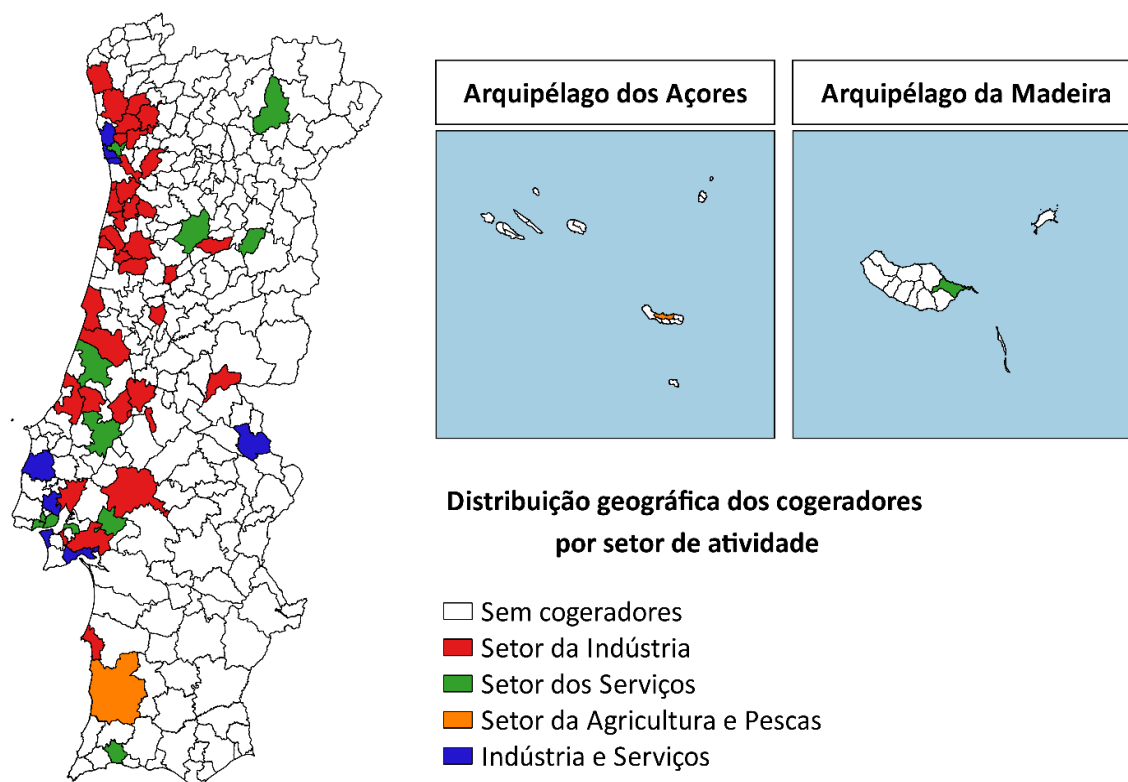 Arquipélago dos Açores
Arquipélago da Madeira
Distribuição geográfica dos cogeradores
por setor de atividade
Sem cogeradores
Setor da Indústria
Setor dos Serviços
Setor da Agricultura e Pescas
Indústria e Serviços